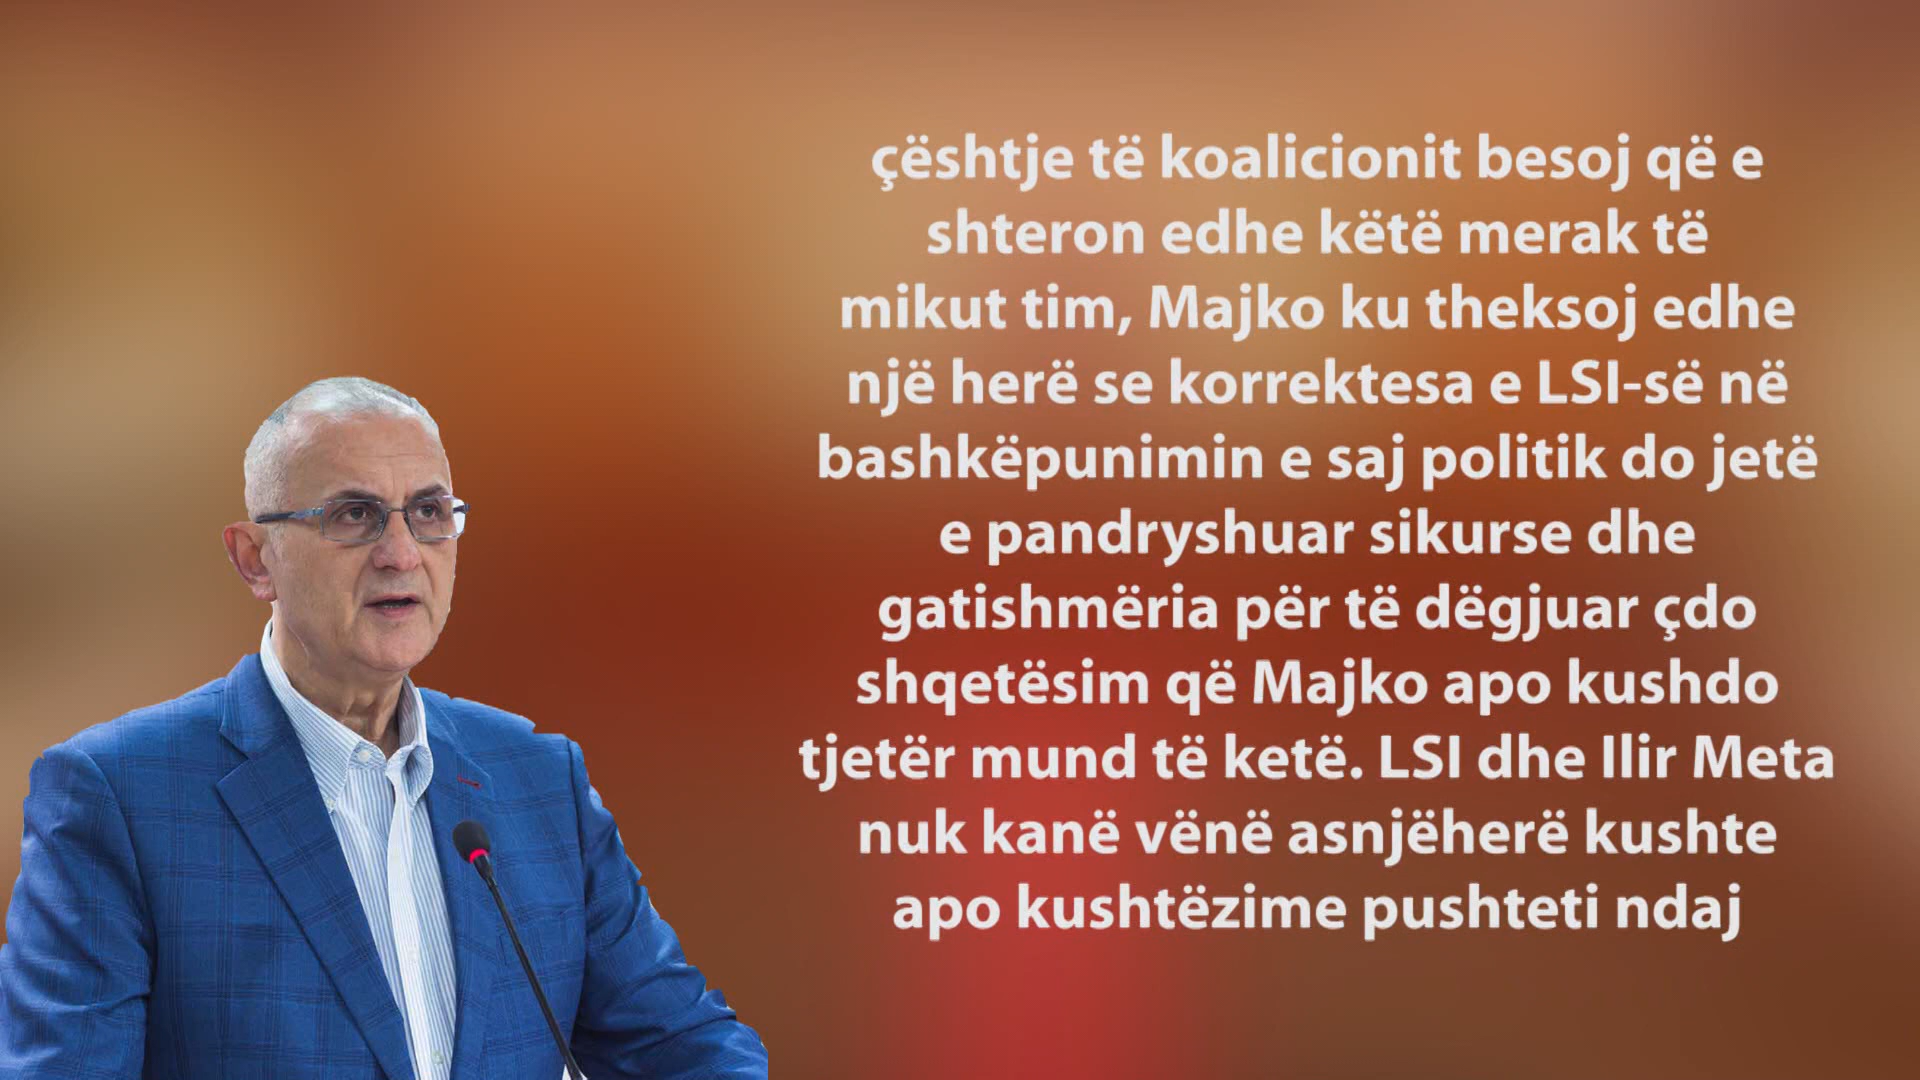 çështje të koalicionit besoj që e
shteron edhe këtë merak të
mikut tim, Majko ku theksoj edhe
një herë se korrektesa e LSI-së në
bashkëpunimin e saj politik do jetë
e pandryshuar sikurse dhe
gatishmëria për të dëgjuar çdo
shqetësim që Majko apo kushdo
tjetër mund të ketë. LSI dhe Ilir Meta
nuk kanë vënë asnjëherë kushte
apo kushtëzime pushteti ndaj